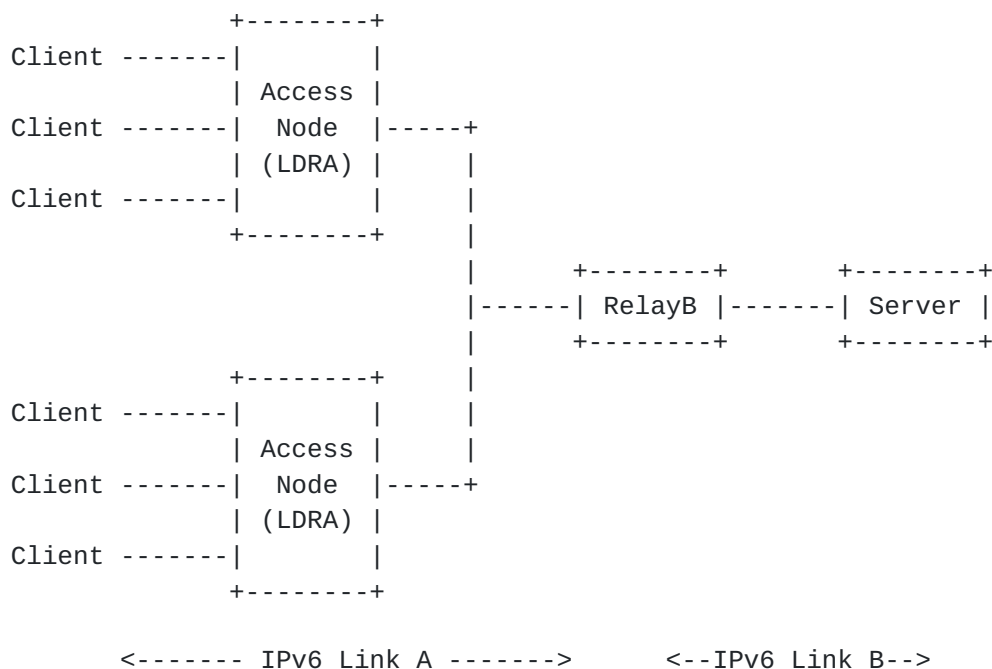 +--------+
Client -------|        |
              | Access |
Client -------|  Node  |-----+
              | (LDRA) |     |
Client -------|        |     |
              +--------+     |
                             |      +--------+       +--------+
                             |------| RelayB |-------| Server |
                             |      +--------+       +--------+
              +--------+     |
Client -------|        |     |
              | Access |     |
Client -------|  Node  |-----+
              | (LDRA) |
Client -------|        |
              +--------+

       <------- IPv6 Link A ------->      <--IPv6 Link B-->